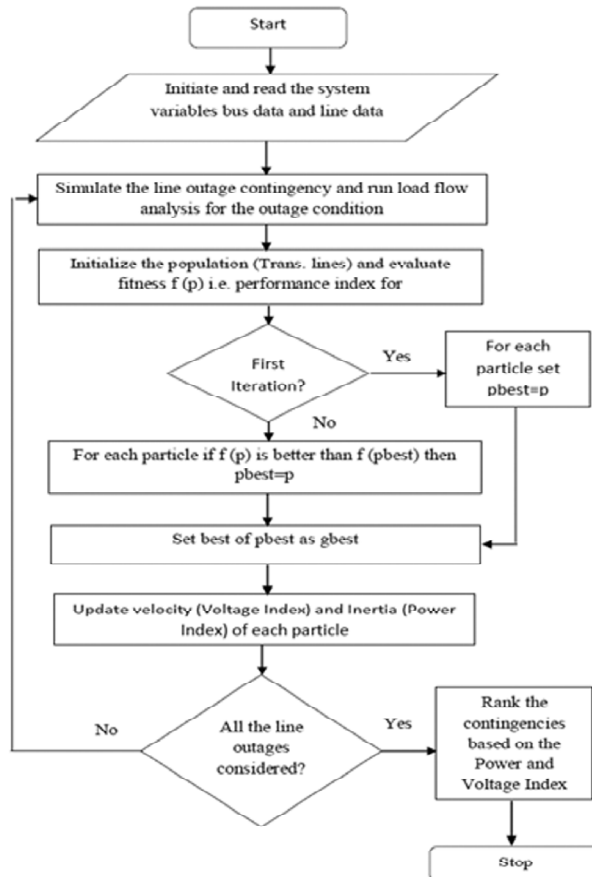 Start
Initiate and read the system
variables bus data and line data
Simulate the line outage contingency and run load flow
analysis for the outage condition
Initialize the population (Trans. lines) and evaluate
fitness f (p) i.e. performance index for
First
Iteration?
Yes
For each
particle set
pbest=p
No
For each particle if f (p) is better than f (pbest) then
pbest=p
Set best of pbest as gbest
Update velocity (Voltage Index) and Inertia (Power
Index) of each particle
No
All the line
outages
considered?
Yes
Rank the
contingencies
based on the
Power and
Voltage Index
Stop